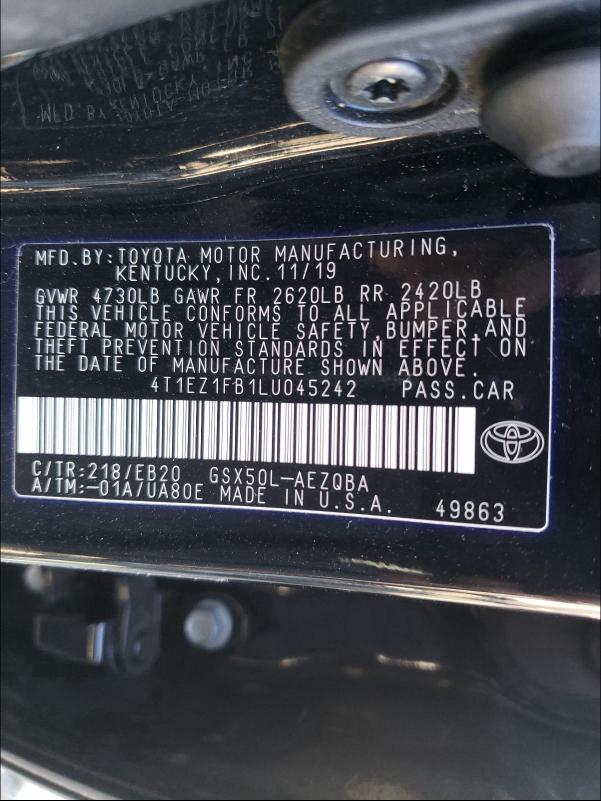 MFD.BY:TOYOTA MOTOR MANUFACTURING,
KENTUCKY,INC.11/19
GVWR 4730LB GAWR FR 2620LB RR 2420LB
THIS VEHICLE CONFORMS TO ALL APPLICABLE
FEDERAL MOTOR VEHICLE SAFETY,BUMPER,AND
THEFT PREVENTION STANDARDS IN EFFECT ON
THE DATE OF MANUFACTURE SHOWN ABOVE.
4T1EZ1FB1LU045242 PASS.CAR
C/TR:218/EB20 GSX50L-AEZQBA
A/TM:-01A/UA80E MADE IN U.S.A. 49863